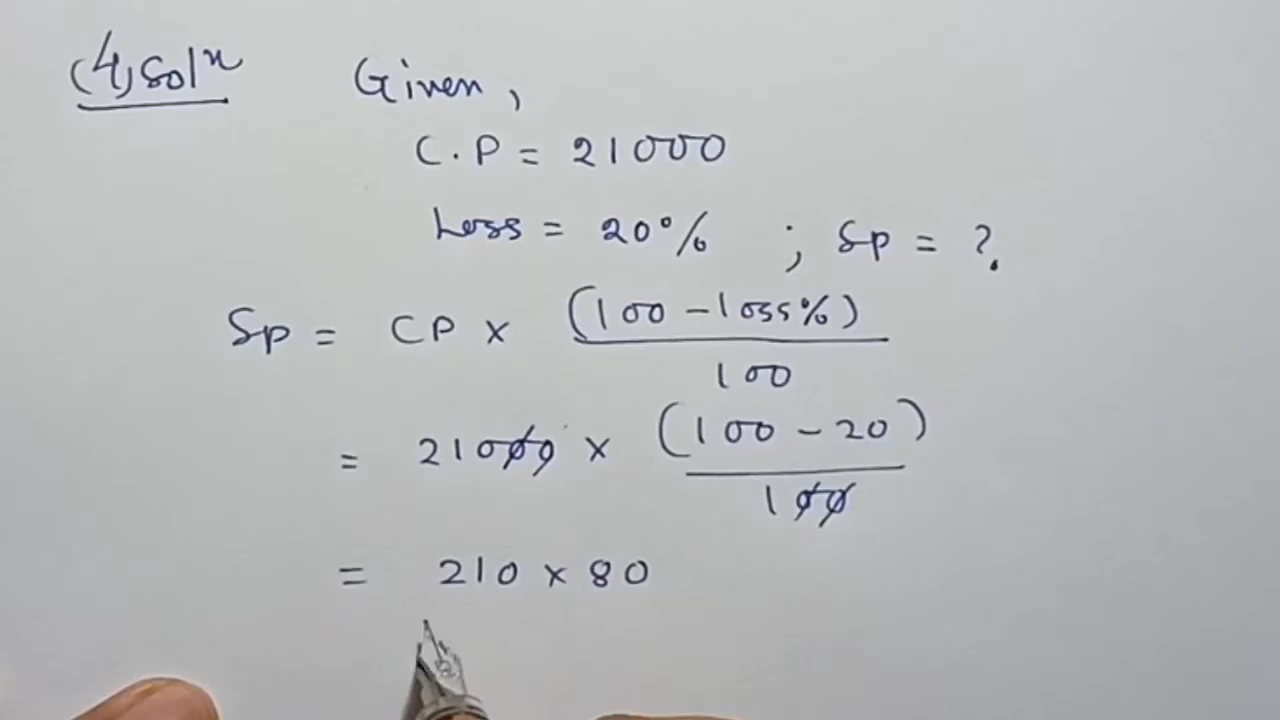 (4) Solⁿ Given,
C.P = 21000
Loss = 20% ; Sp = ?
Sp = CP × (100 - loss%) / 100
= 21000 × (100 - 20) / 100
= 210 × 80